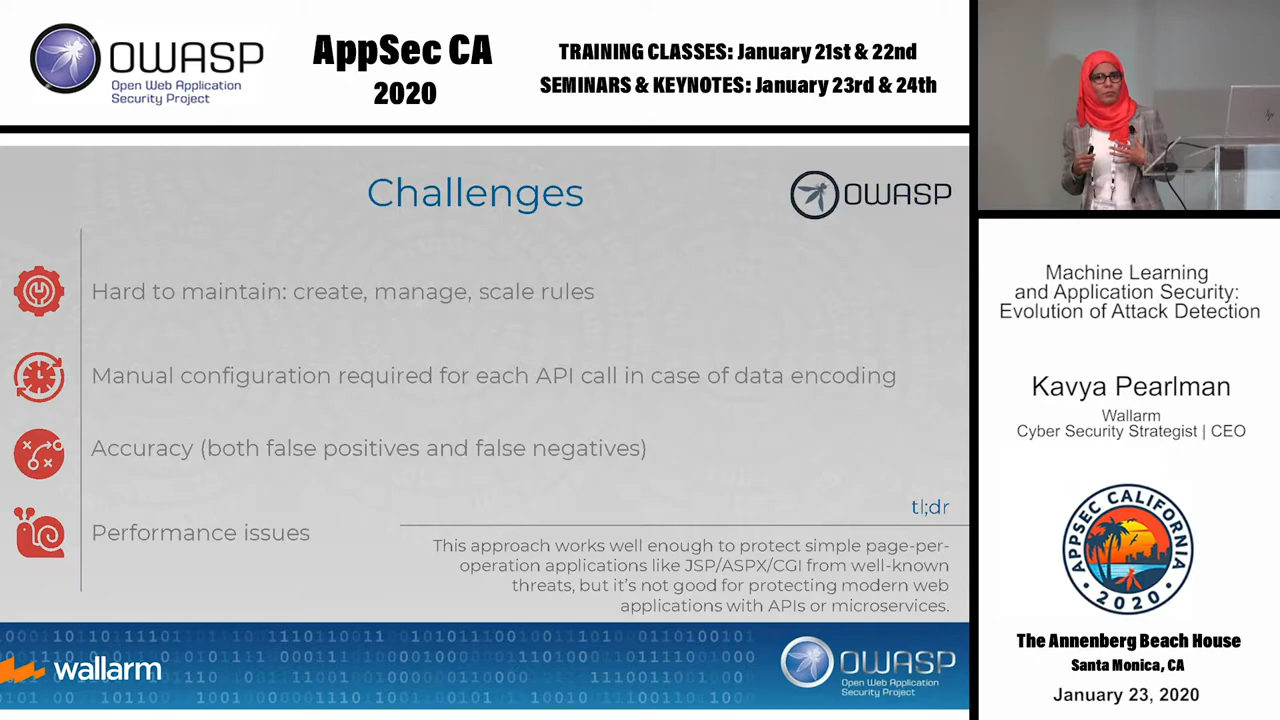 OWASP
Open Web Application
Security Project
AppSec CA
2020
TRAINING CLASSES: January 21st & 22nd
SEMINARS & KEYNOTES: January 23rd & 24th
Challenges
OWASP
Hard to maintain: create, manage, scale rules
Manual configuration required for each API call in case of data encoding
Accuracy (both false positives and false negatives)
Performance issues
tl;dr
This approach works well enough to protect simple page-per-
operation applications like JSP/ASPX/CGI from well-known
threats, but it's not good for protecting modern web
applications with APIs or microservices.
wallarm
OWASP
Open Web Application
Security Project
Machine Learning
and Application Security:
Evolution of Attack Detection
Kavya Pearlman
Wallarm
Cyber Security Strategist | CEO
APPSEC CALIFORNIA
• 2020 •
The Annenberg Beach House
Santa Monica, CA
January 23, 2020